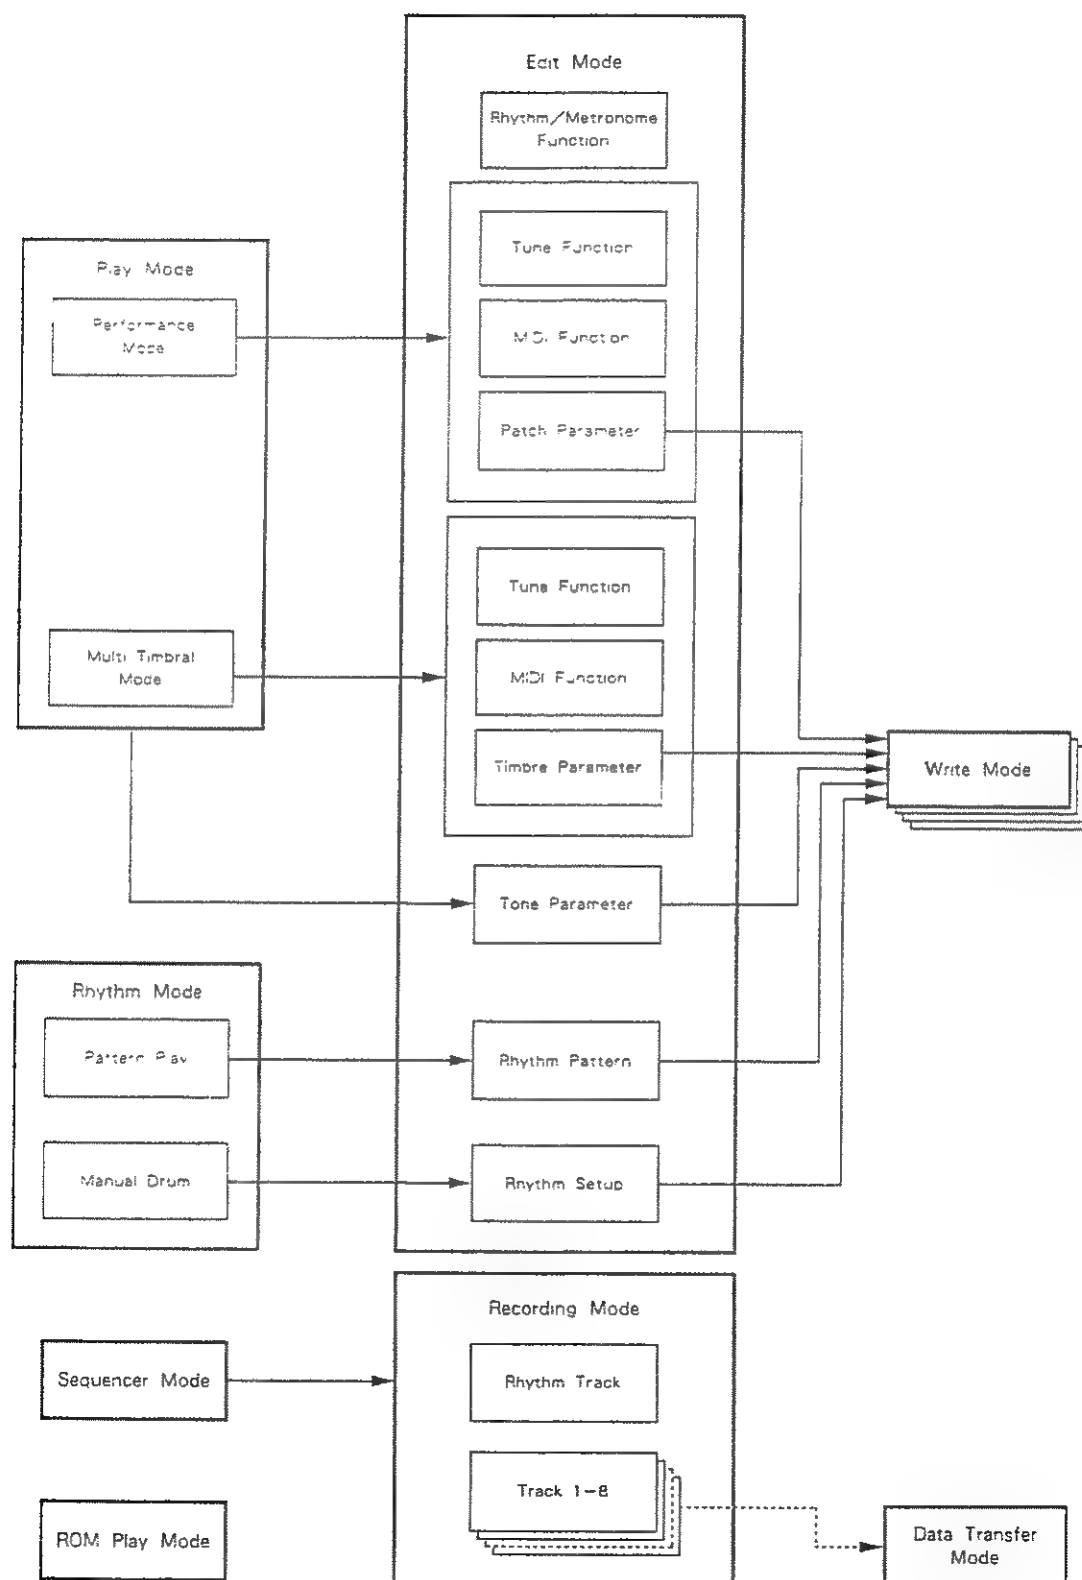 Edit Mode
Rhythm/Metronome
Function
Tune Function
MIDI Function
Patch Parameter
Play Mode
Performance
Mode
Multi Timbral
Mode
Tune Function
MIDI Function
Timbre Parameter
Write Mode
Tone Parameter
Rhythm Mode
Pattern Play
Rhythm Pattern
Manual Drum
Rhythm Setup
Recording Mode
Sequencer Mode
Rhythm Track
Track 1-8
ROM Play Mode
Data Transfer
Mode